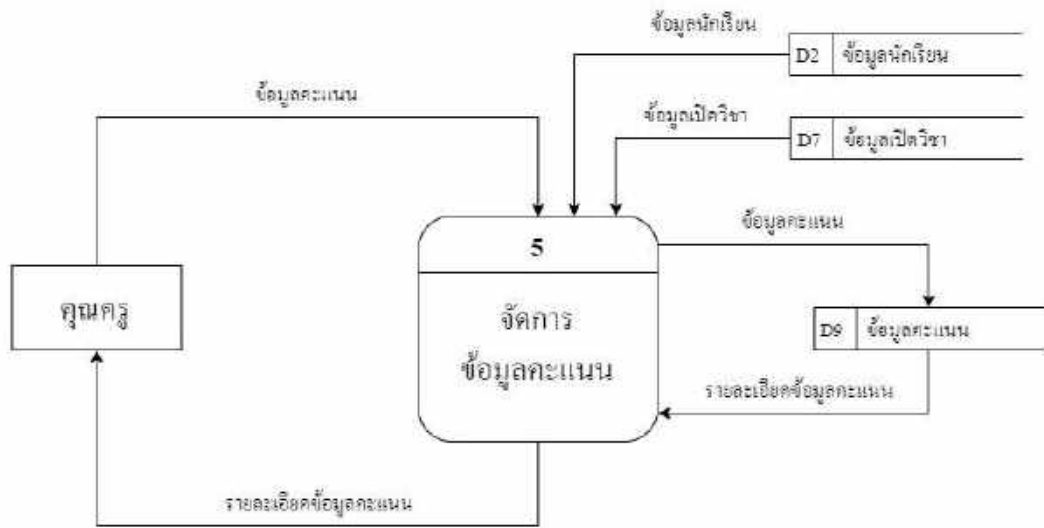 ข้อมูลนักเรียน
D2 ข้อมูลนักเรียน
ข้อมูลคะแนน
ข้อมูลเปิดวิชา
D7 ข้อมูลเปิดวิชา
5
ข้อมูลคะแนน
คุณครู
จัดการ
ข้อมูลคะแนน
D9 ข้อมูลคะแนน
รายละเอียดข้อมูลคะแนน
รายละเอียดข้อมูลคะแนน